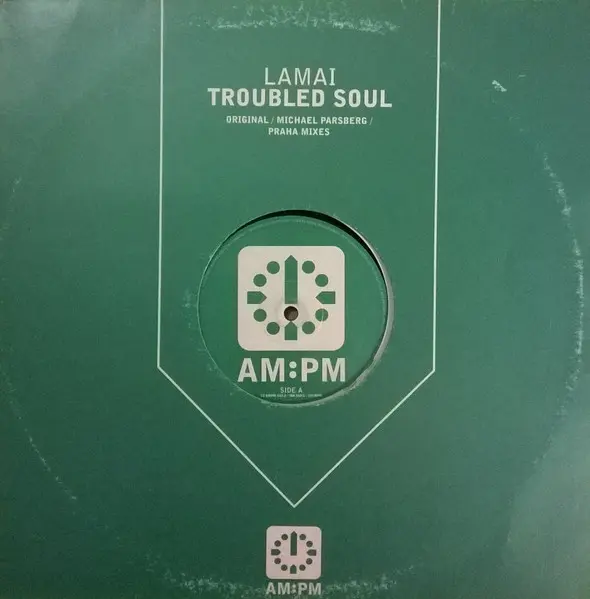 LAMAI
TROUBLED SOUL
ORIGINAL / MICHAEL PARSBERG /
PRAHA MIXES
AM:PM
SIDE A
AM:PM